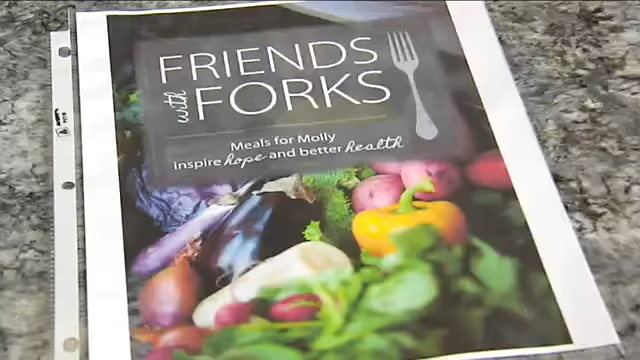 FRIENDS
with FORKS
Meals for Molly
inspire hope and better health